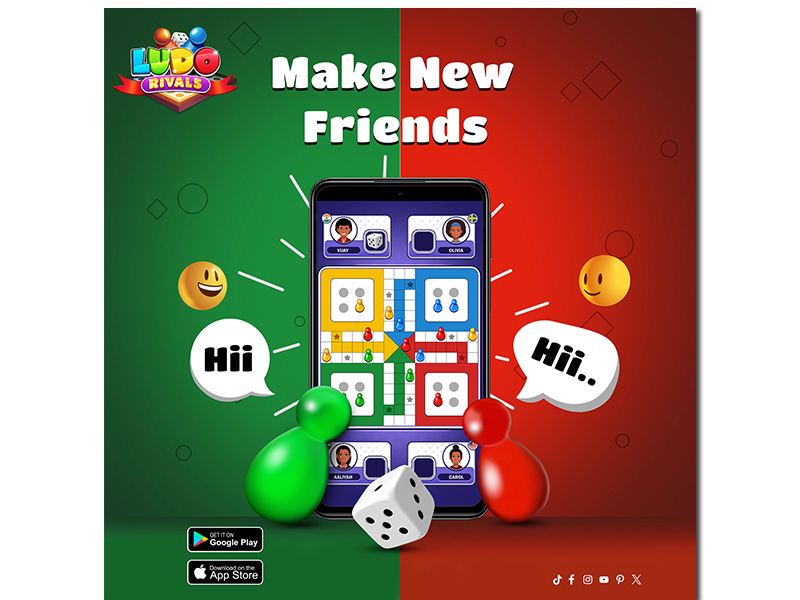 LUDO
RIVALS
Make New
Friends
VIJAY
OLIVIA
Hii
Hii..
AALIYAH
CAROL
GET IT ON
Google Play
Download on the
App Store